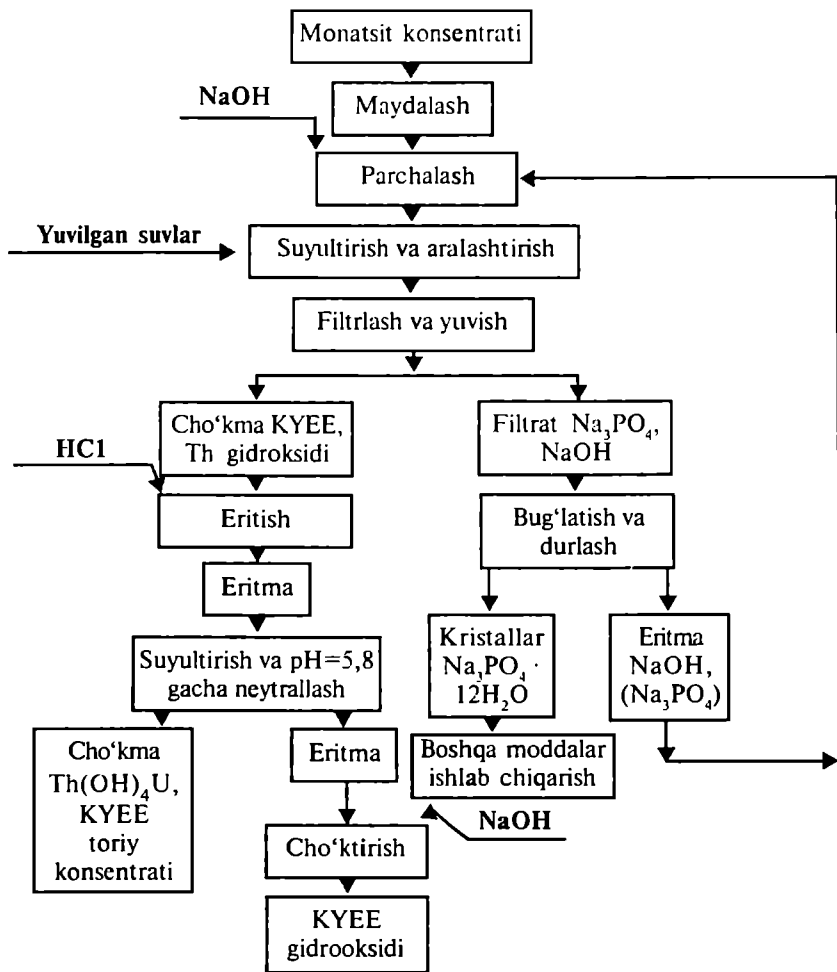 Monatsit konsentrati
NaOH
Maydalash
Parchalash
Yuvilgan suvlar
Suyultirish va aralashtirish
Filtrlash va yuvish
Cho‘kma KYEE,
Th gidroksidi
Filtrat Na₃PO₄,
NaOH
HC1
Eritish
Bug‘latish va
durlash
Eritma
Suyultirish va pH=5,8
gacha neytrallash
Kristallar
Na₃PO₄ ·
12H₂O
Eritma
NaOH,
(Na₃PO₄)
Cho‘kma
Th(OH)₄U,
KYEE
toriy
konsentrati
Eritma
Boshqa moddalar
ishlab chiqarish
NaOH
Cho‘ktirish
KYEE
gidrooksidi